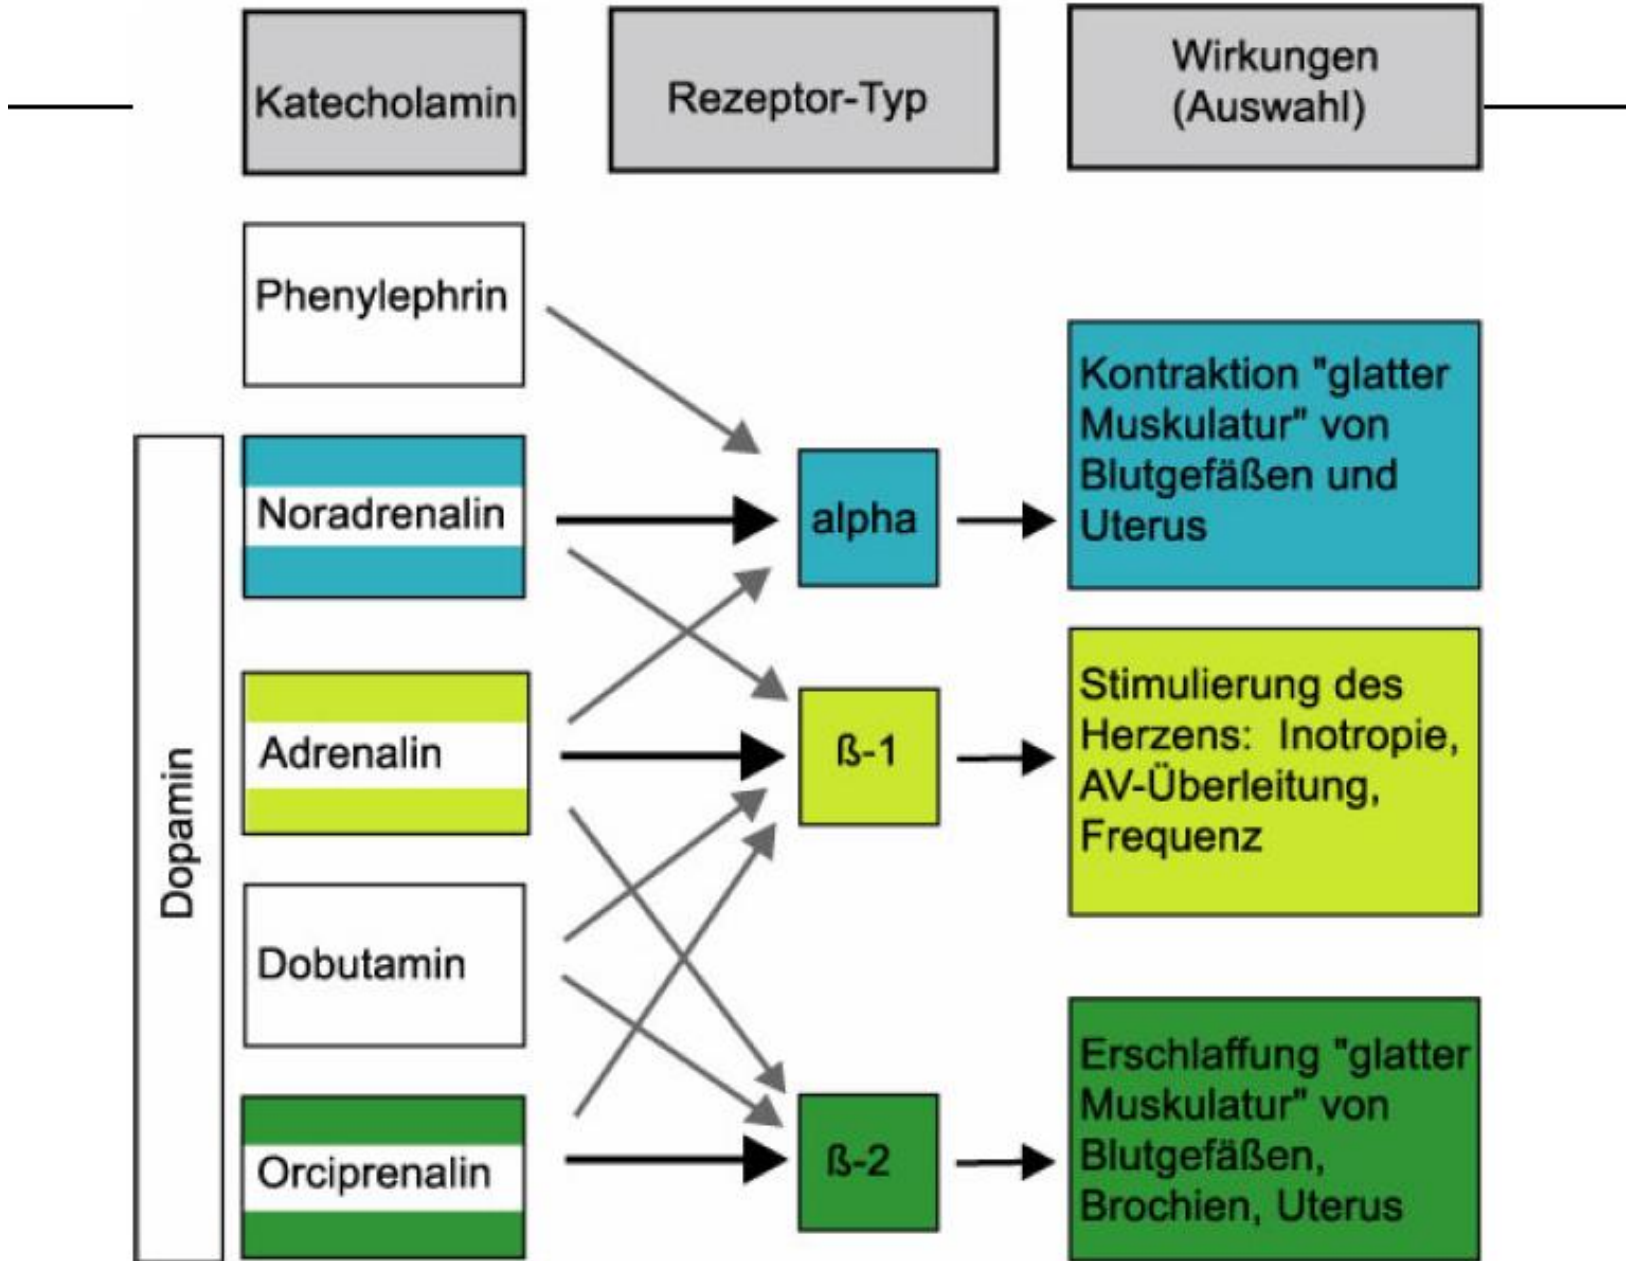 Katecholamin
Rezeptor-Typ
Wirkungen
(Auswahl)
Phenylephrin
Noradrenalin
Adrenalin
Dobutamin
Orciprenalin
Dopamin
alpha
ß-1
ß-2
Kontraktion "glatter
Muskulatur" von
Blutgefäßen und
Uterus
Stimulierung des
Herzens: Inotropie,
AV-Überleitung,
Frequenz
Erschlaffung "glatter
Muskulatur" von
Blutgefäßen,
Brochien, Uterus